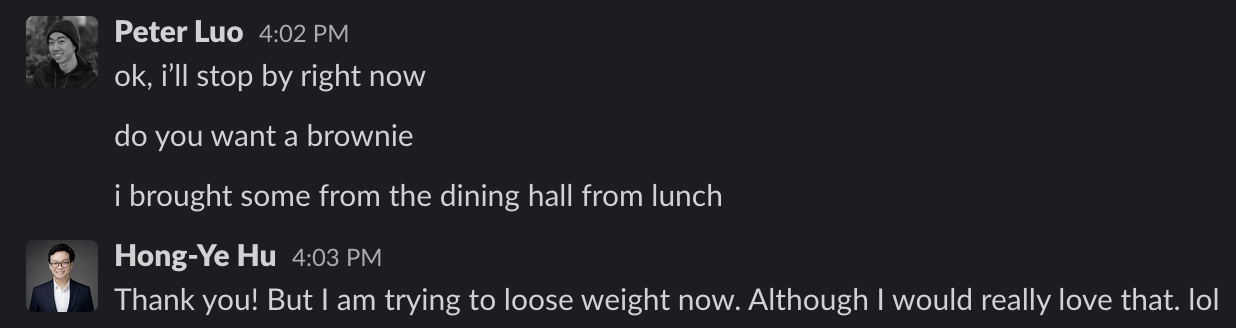 Peter Luo 4:02 PM
ok, i’ll stop by right now
do you want a brownie
i brought some from the dining hall from lunch
Hong-Ye Hu 4:03 PM
Thank you! But I am trying to loose weight now. Although I would really love that. lol